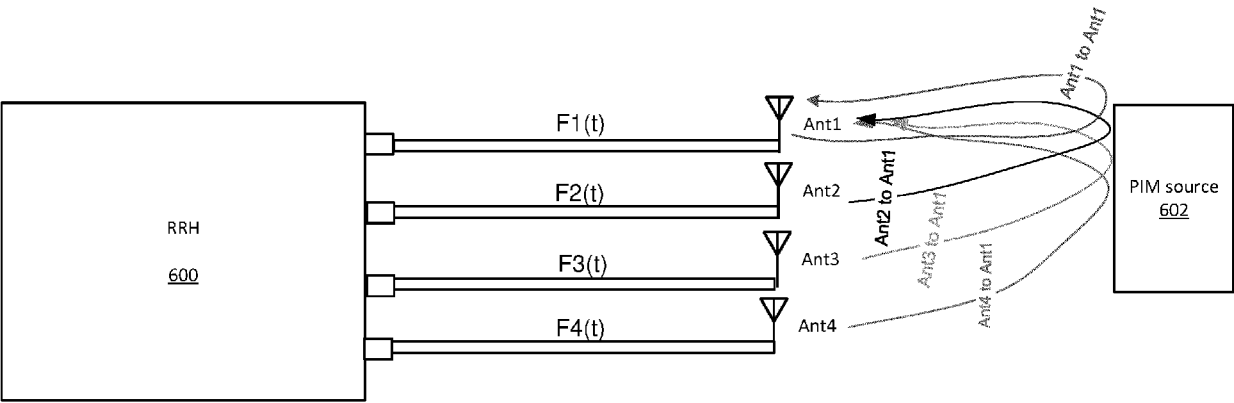 Ant1 to Ant1
F1(t)
Ant1
F2(t)
Ant2
Ant2 to Ant1
PIM source
602
RRH
600
F3(t)
Ant3
Ant3 to Ant1
Ant4 to Ant1
F4(t)
Ant4